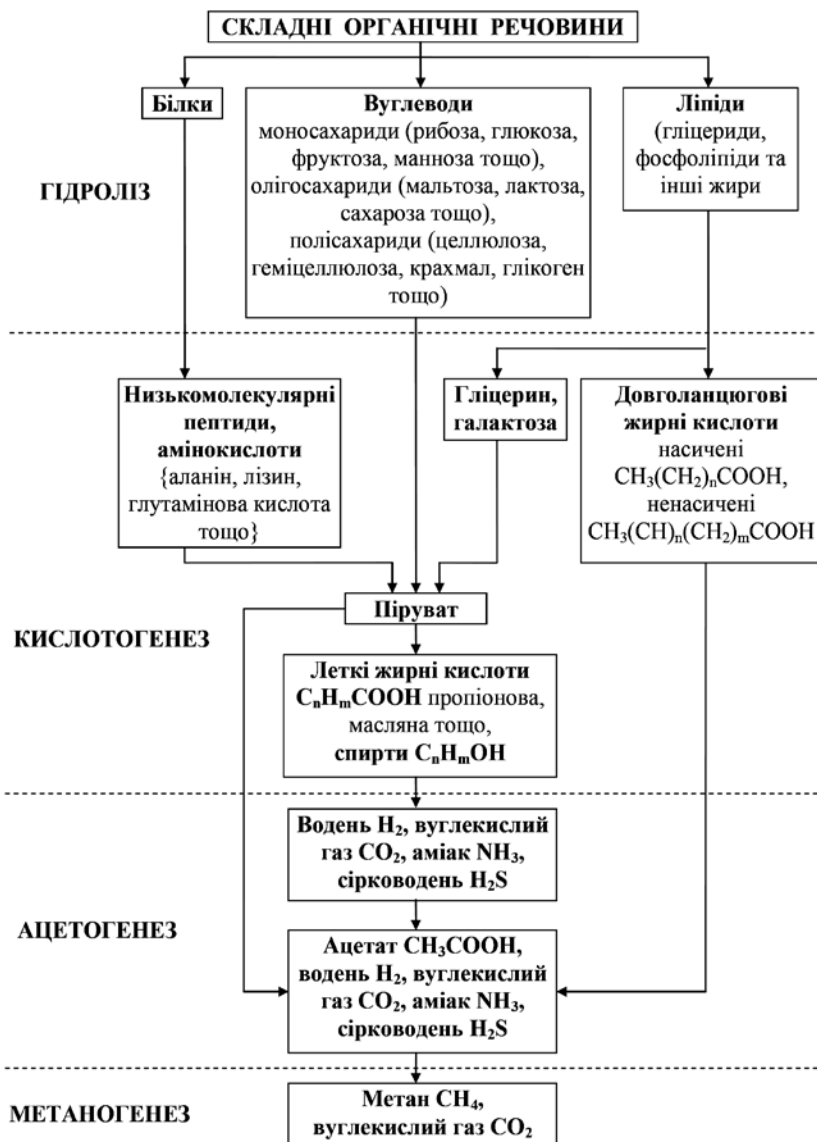 СКЛАДНІ ОРГАНІЧНІ РЕЧОВИНИ
Білки
Вуглеводи
моносахариди (рибоза, глюкоза,
фруктоза, манноза тощо),
олігосахариди (мальтоза, лактоза,
сахароза тощо),
полісахариди (целлюлоза,
геміцеллюлоза, крахмал, глікоген
тощо)
Ліпіди
(гліцериди,
фосфоліпіди та
інші жири
ГІДРОЛІЗ
Низькомолекулярні
пептиди,
амінокислоти
{аланін, лізин,
глутамінова кислота
тощо}
Гліцерин,
галактоза
Довголанцюгові
жирні кислоти
насичені
CH₃(CH₂)ₙCOOH,
ненасичені
CH₃(CH)ₙ(CH₂)ₘCOOH
Піруват
КИСЛОТОГЕНЕЗ
Леткі жирні кислоти
CₙHₘCOOH пропіонова,
масляна тощо,
спирти CₙHₘOH
Водень H₂, вуглекислий
газ CO₂, аміак NH₃,
сірководень H₂S
АЦЕТОГЕНЕЗ
Ацетат CH₃COOH,
водень H₂, вуглекислий
газ CO₂, аміак NH₃,
сірководень H₂S
МЕТАНОГЕНЕЗ
Метан CH₄,
вуглекислий газ CO₂